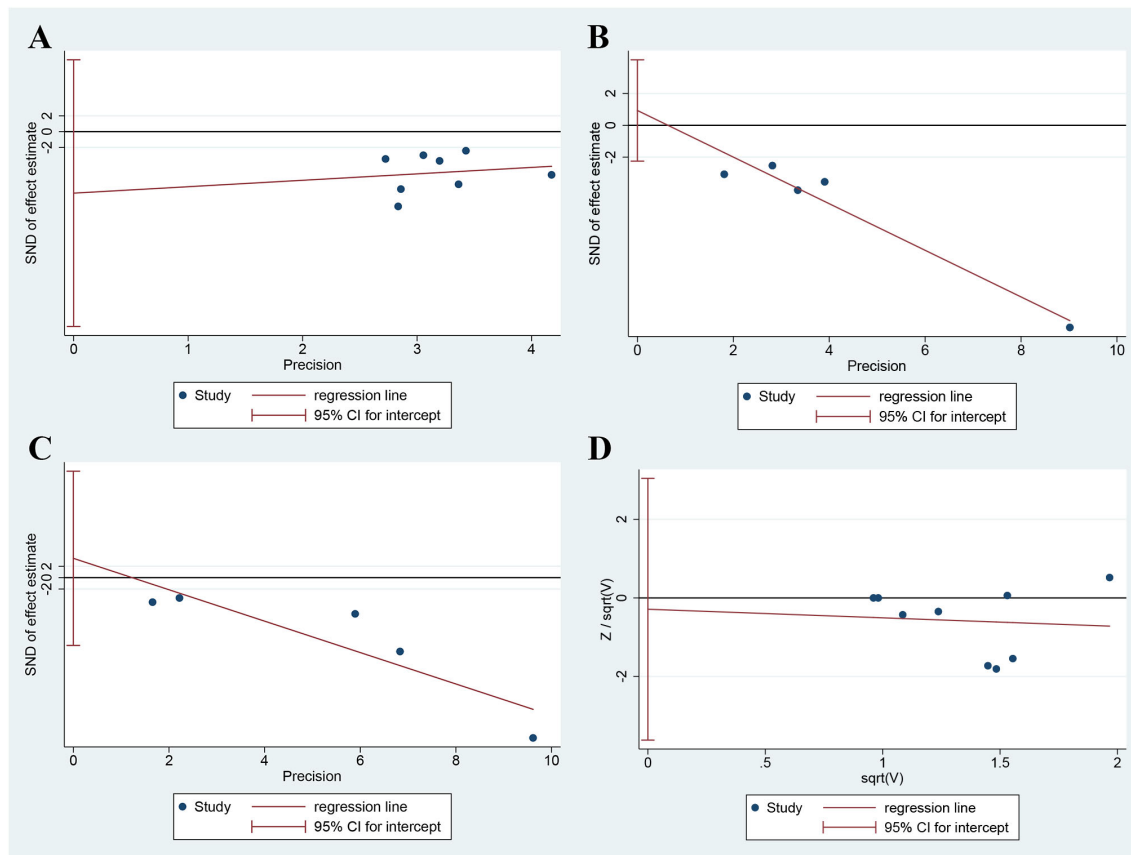 A
SND of effect estimate
2
0
-2
0
1
2
3
4
Precision
Study
regression line
95% CI for intercept
B
SND of effect estimate
2
0
-2
0
2
4
6
8
10
Precision
Study
regression line
95% CI for intercept
C
SND of effect estimate
2
0
-2
0
2
4
6
8
10
Precision
Study
regression line
95% CI for intercept
D
Z / sqrt(V)
2
0
-2
0
.5
1
1.5
2
sqrt(V)
Study
regression line
95% CI for intercept